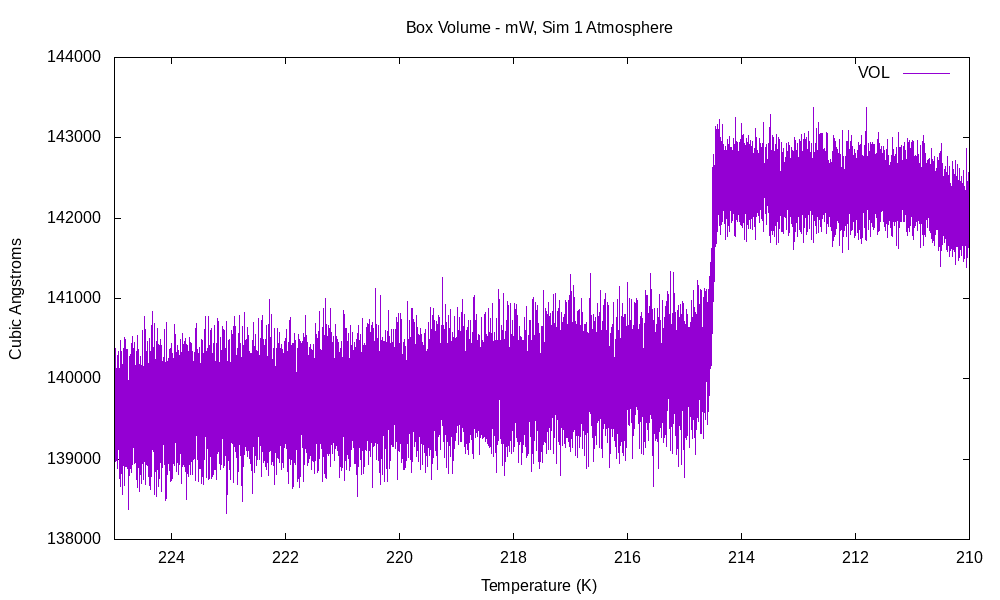 Box Volume - mW, Sim 1 Atmosphere
144000
143000
142000
141000
140000
139000
138000
VOL
Cubic Angstroms
224 222 220 218 216 214 212 210
Temperature (K)